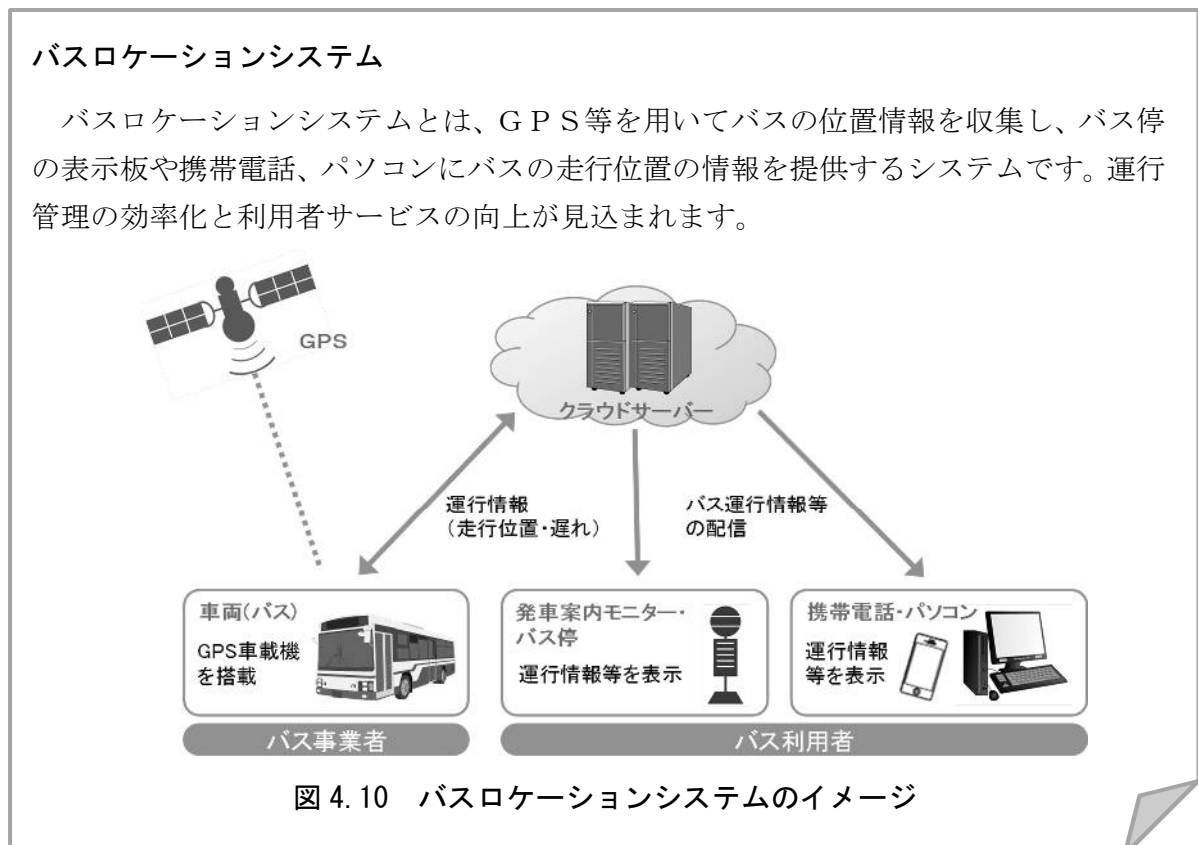 バスロケーションシステム
バスロケーションシステムとは、ＧＰＳ等を用いてバスの位置情報を収集し、バス停
の表示板や携帯電話、パソコンにバスの走行位置の情報を提供するシステムです。運行
管理の効率化と利用者サービスの向上が見込まれます。
GPS
クラウドサーバー
運行情報
（走行位置・遅れ）
バス運行情報等
の配信
車両(バス)
GPS車載機
を搭載
発車案内モニター・
バス停
運行情報等を表示
携帯電話・パソコン
運行情報
等を表示
バス事業者
バス利用者
図 4.10　バスロケーションシステムのイメージ